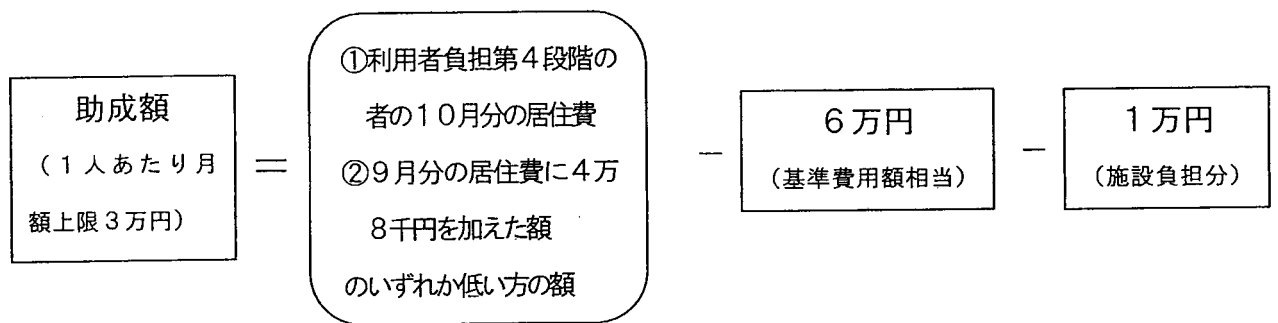 助成額
（１人あたり月
額上限３万円）
＝
①利用者負担第４段階の
者の１０月分の居住費
②９月分の居住費に４万
８千円を加えた額
のいずれか低い方の額
－
６万円
（基準費用額相当）
－
１万円
（施設負担分）